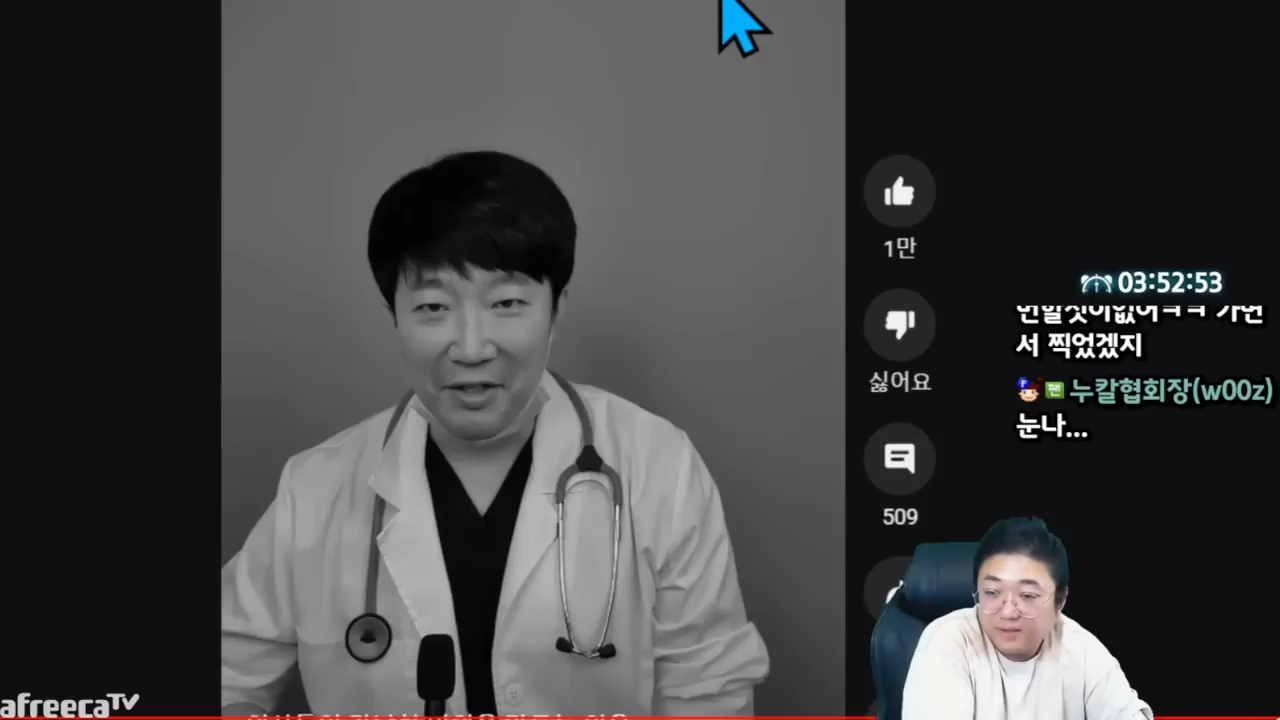 1만
싫어요
509
03:52:53
서 찍었겠지
누칼협회장(w00z)
눈나...
afreecaTV